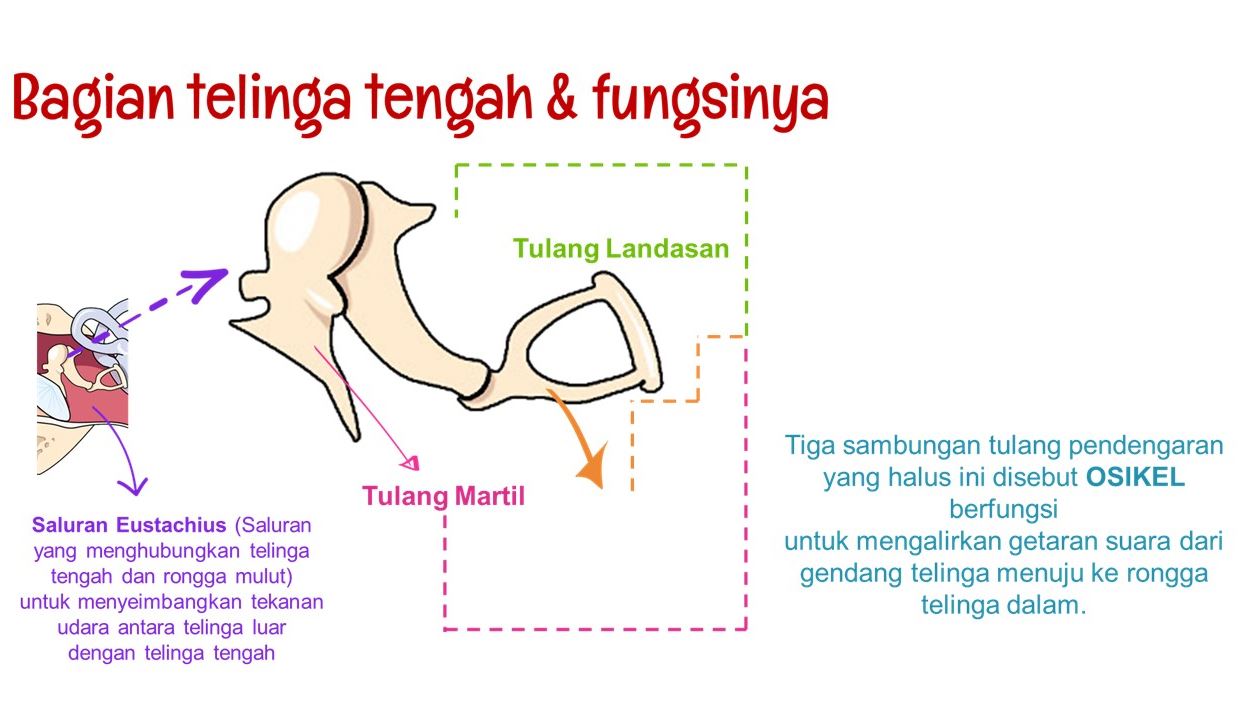 Bagian telinga tengah & fungsinya
Tulang Landasan
Tulang Martil
Saluran Eustachius (Saluran
yang menghubungkan telinga
tengah dan rongga mulut)
untuk menyeimbangkan tekanan
udara antara telinga luar
dengan telinga tengah
Tiga sambungan tulang pendengaran
yang halus ini disebut OSIKEL
berfungsi
untuk mengalirkan getaran suara dari
gendang telinga menuju ke rongga
telinga dalam.